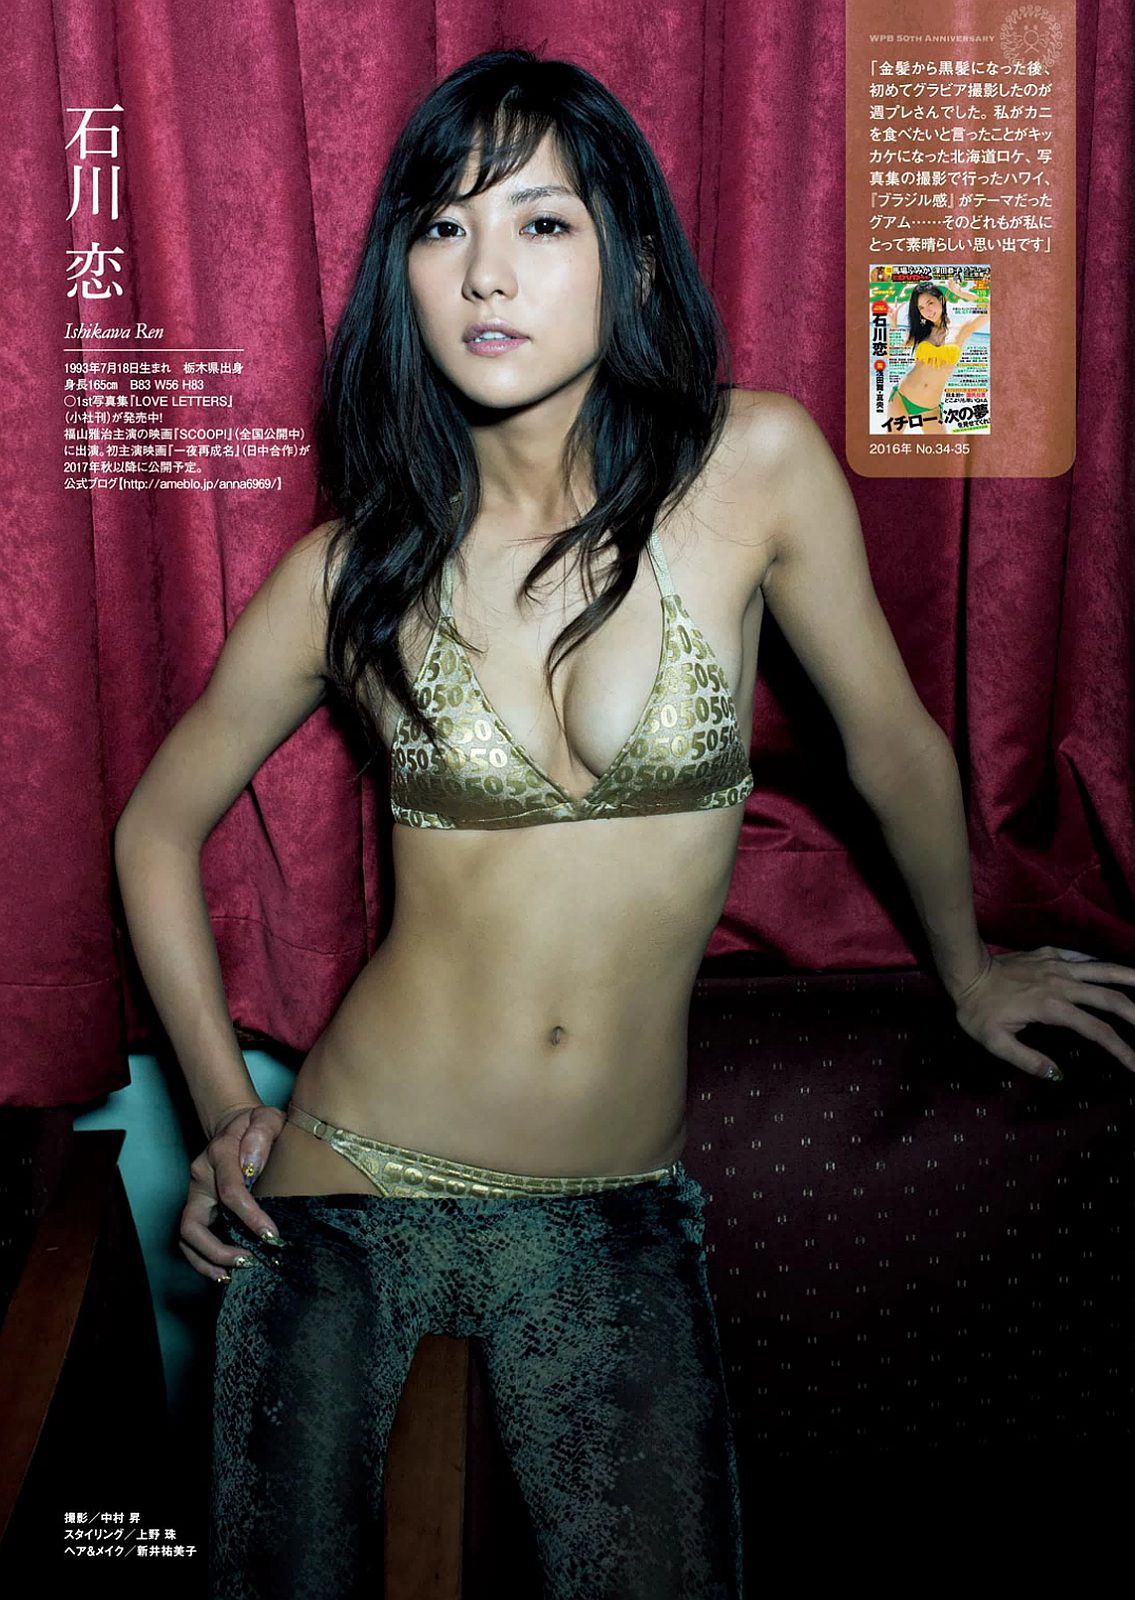 WPB 50TH ANNIVERSARY
「金髪から黒髪になった後、
初めてグラビア撮影したのが
週プレさんでした。私がカニ
を食べたいと言ったことがキッ
カケになった北海道ロケ、写
真集の撮影で行ったハワイ、
『ブラジル感』がテーマだった
グアム……そのどれもが私に
とって素晴らしい思い出です」
石川恋
イチロー、次の夢
を見せてくれ!
2016年 No.34-35
石川 恋
Ishikawa Ren
1993年7月18日生まれ 栃木県出身
身長165㎝ B83 W56 H83
○1st写真集『LOVE LETTERS』
(小社刊)が発売中!
福山雅治主演の映画『SCOOP!』(全国公開中)
に出演。初主演映画『一夜再成名』(日中合作)が
2017年秋以降に公開予定。
公式ブログ【http://ameblo.jp/anna6969/】
50505
505050
5050505
撮影／中村 昇
スタイリング／上野 珠
ヘア&メイク／新井祐美子